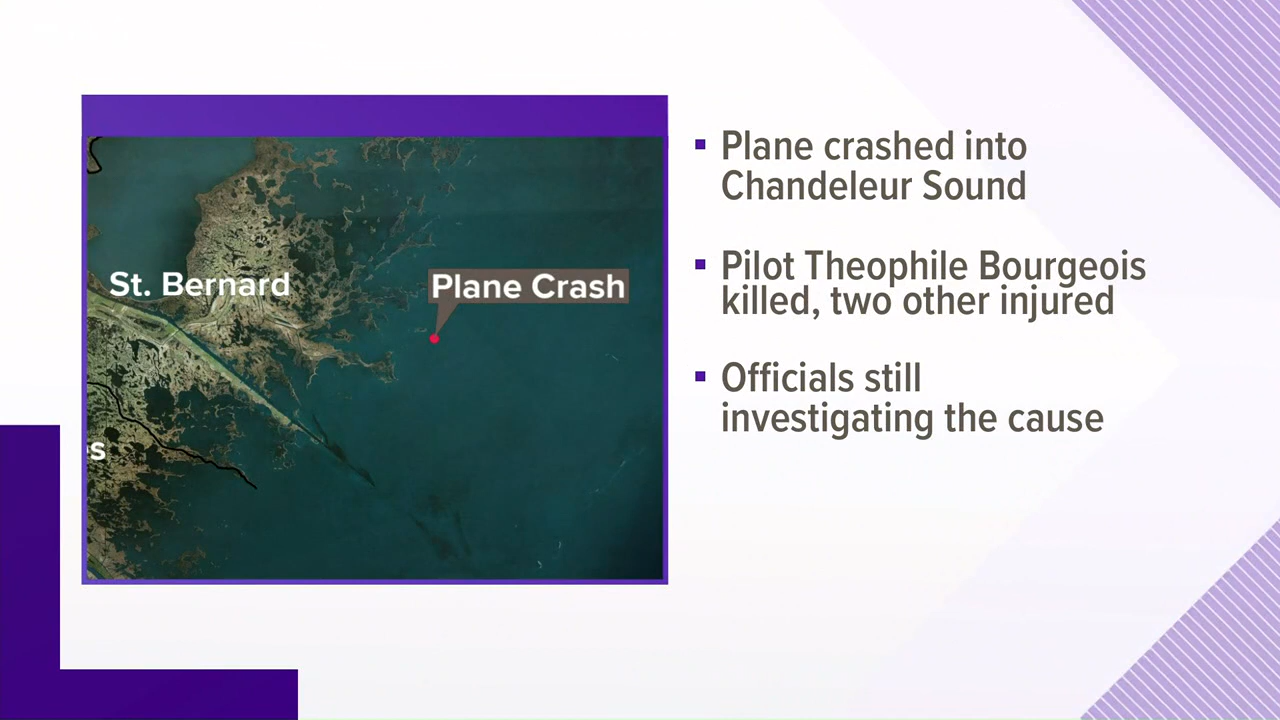 St. Bernard
Plane Crash
es
Plane crashed into
Chandeleur Sound
Pilot Theophile Bourgeois
killed, two other injured
Officials still
investigating the cause